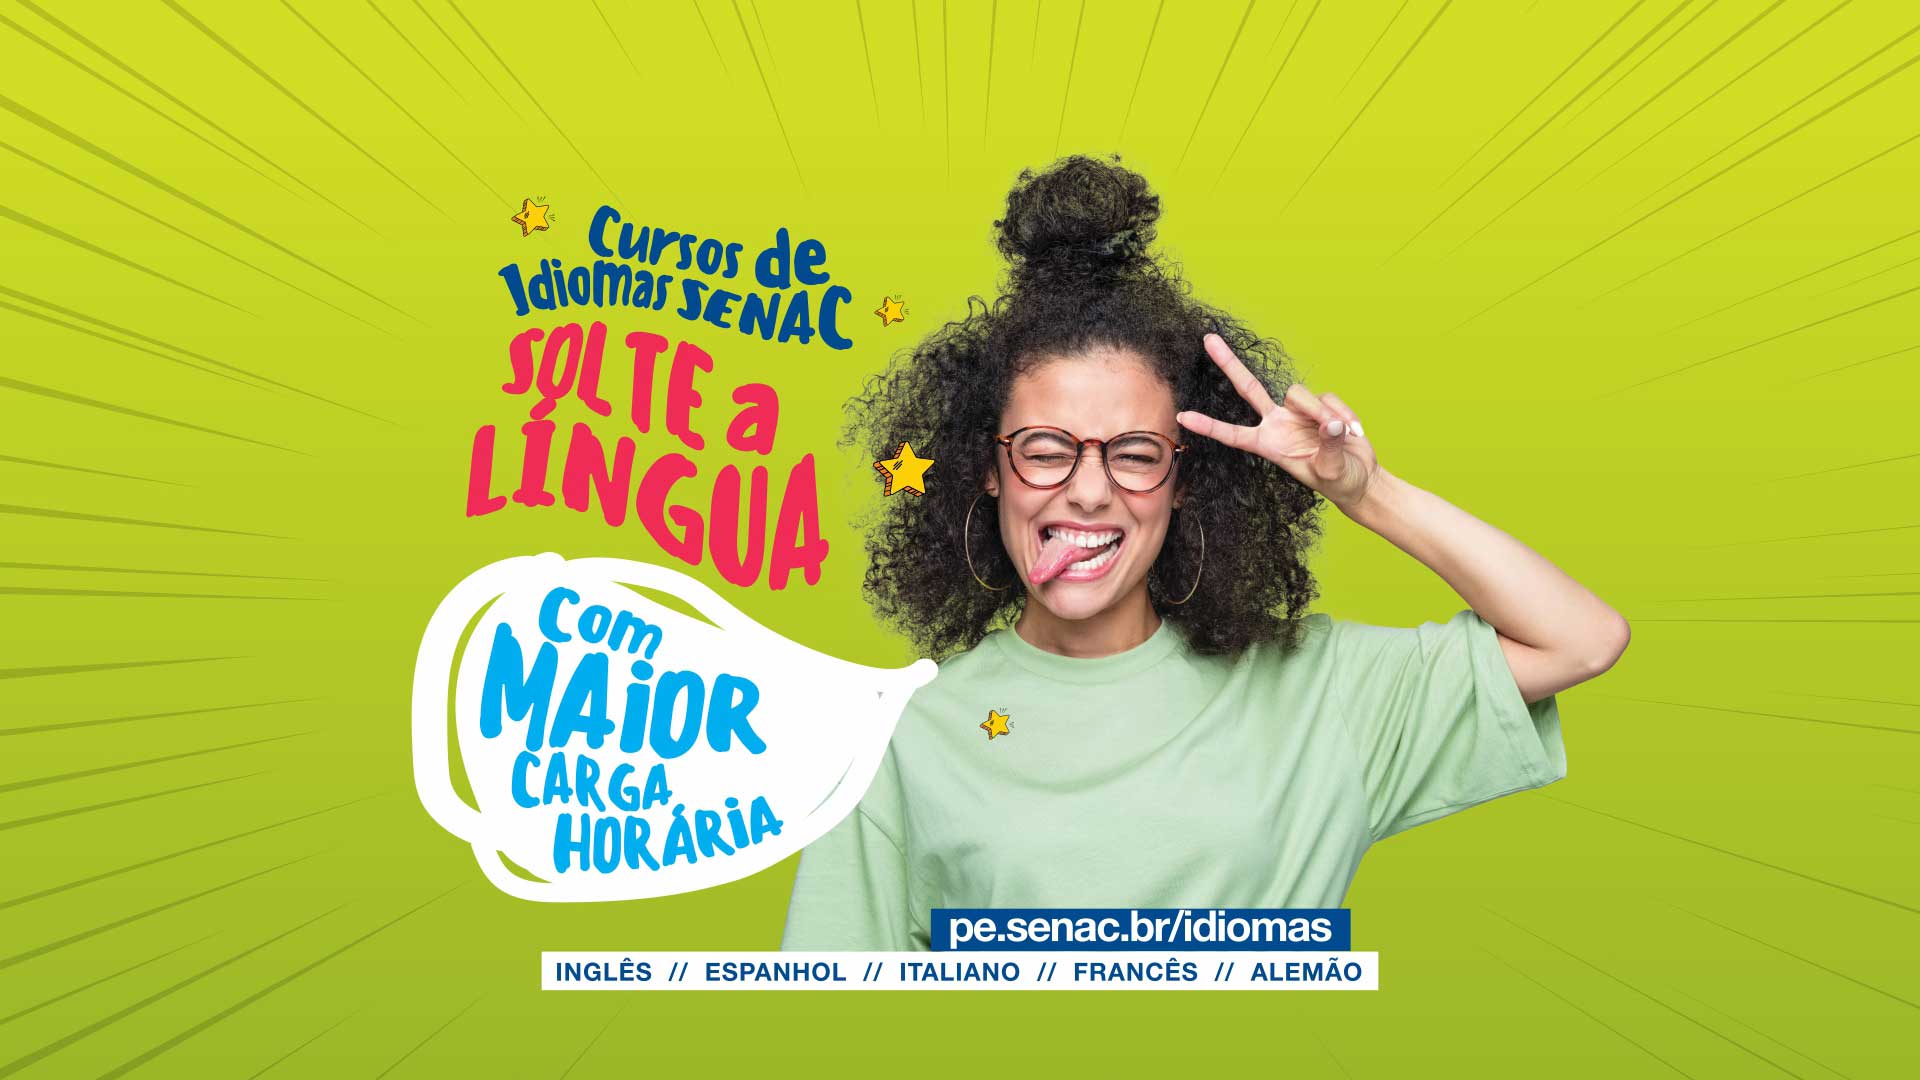 Cursos de
Idiomas SENAC
SOLTE a
LÍNGUA
Com
MAiOR
CARGA
HORÁRiA
pe.senac.br/idiomas
INGLÊS // ESPANHOL // ITALIANO // FRANCÊS // ALEMÃO